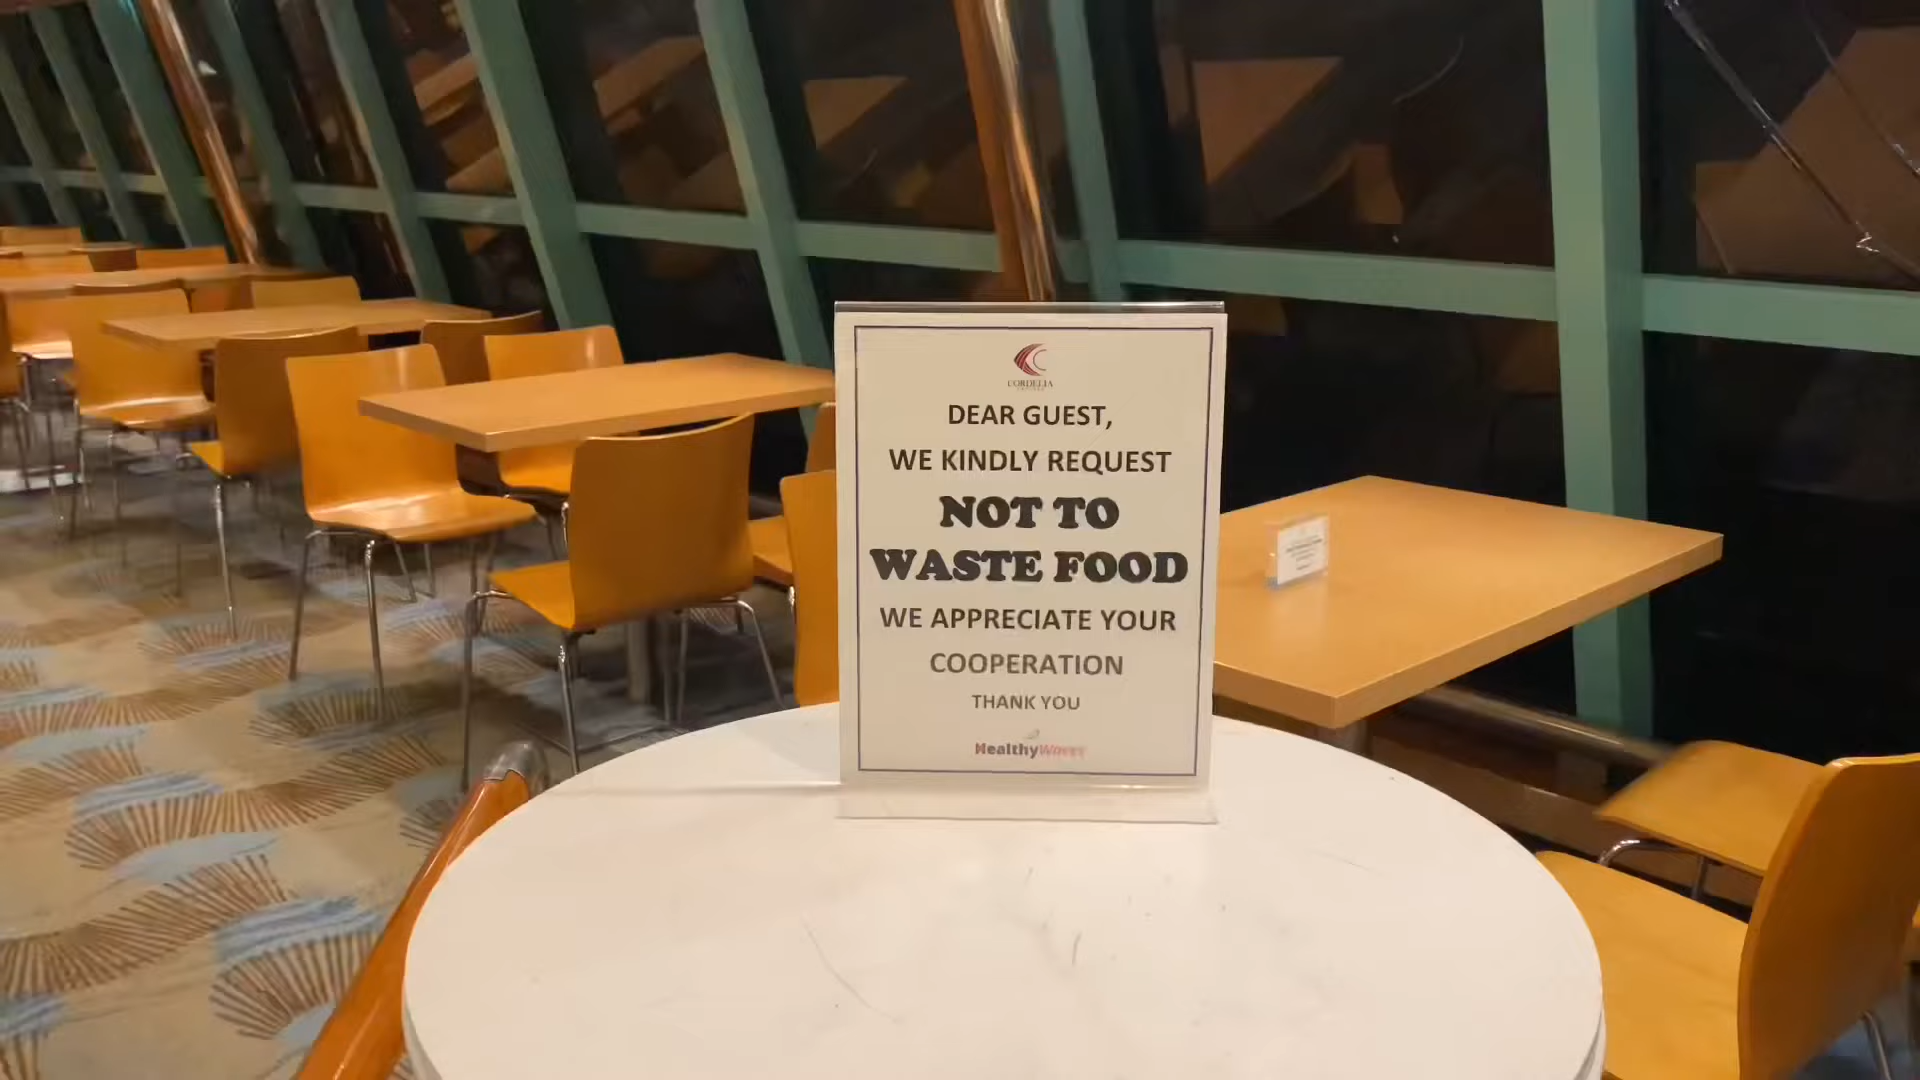 CORDELIA
DEAR GUEST,
WE KINDLY REQUEST
NOT TO
WASTE FOOD
WE APPRECIATE YOUR
COOPERATION
THANK YOU
HealthyWaves